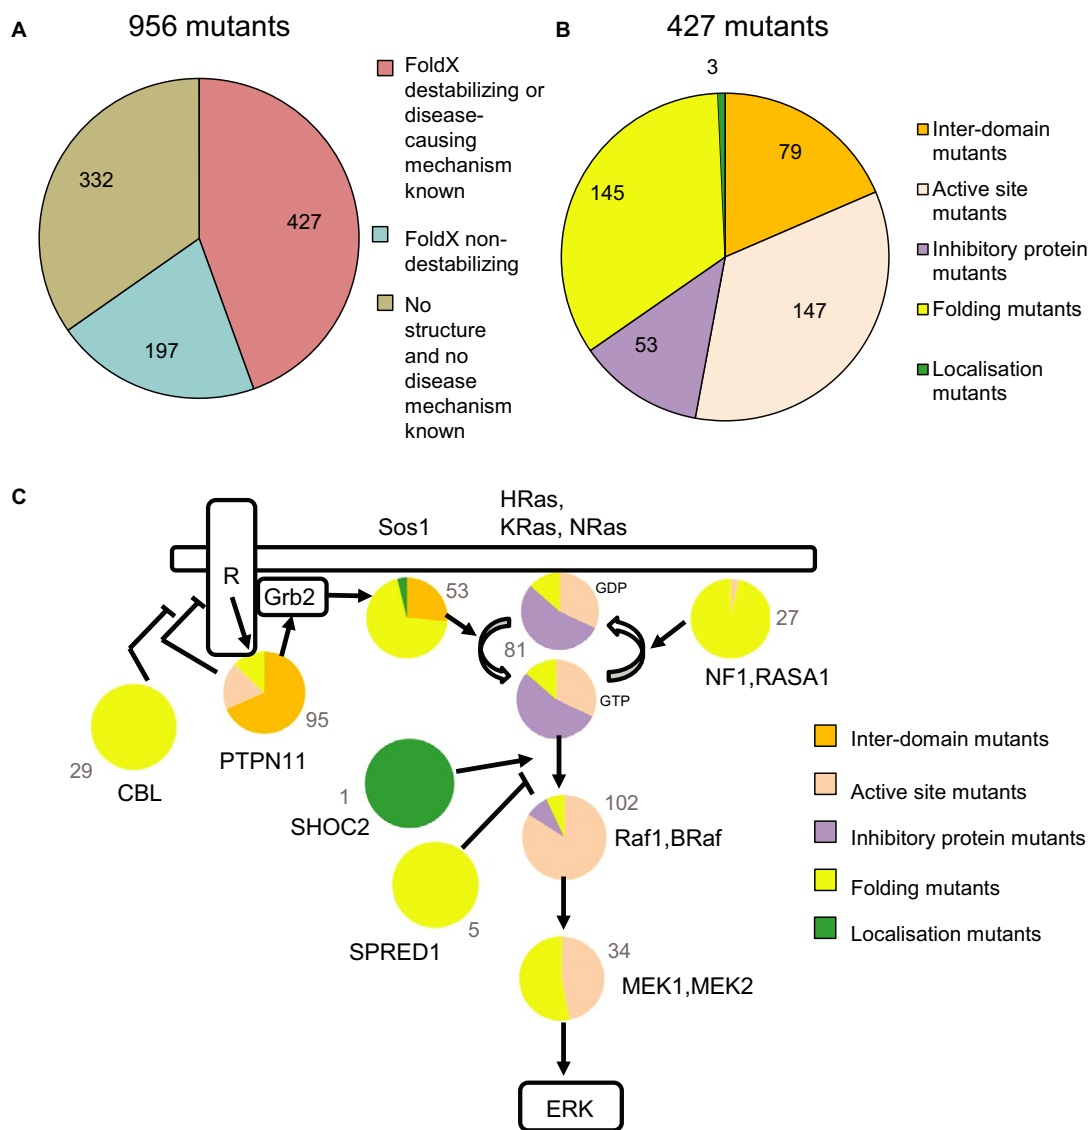 A
956 mutants
332
427
197
FoldX
destabilizing or
disease-
causing
mechanism
known
FoldX non-
destabilizing
No
structure
and no
disease
mechanism
known
B
427 mutants
3
79
145
147
53
Inter-domain
mutants
Active site
mutants
Inhibitory protein
mutants
Folding mutants
Localisation
mutants
C
HRas,
KRas, NRas
Sos1
R
Grb2
53
GDP
81
27
GTP
NF1,RASA1
95
PTPN11
29
CBL
1
SHOC2
102
Raf1,BRaf
5
SPRED1
34
MEK1,MEK2
ERK
Inter-domain mutants
Active site mutants
Inhibitory protein mutants
Folding mutants
Localisation mutants